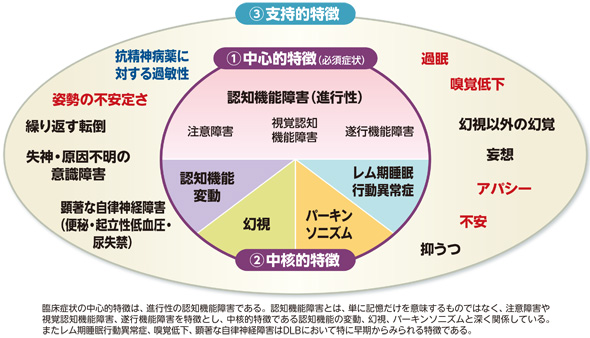 ③支持的特徴
抗精神病薬に
対する過敏性
姿勢の不安定さ
繰り返す転倒
失神・原因不明の
意識障害
顕著な自律神経障害
(便秘・起立性低血圧・
尿失禁)
①中心的特徴(必須症状)
認知機能障害(進行性)
注意障害
視覚認知
機能障害
遂行機能障害
認知機能
変動
幻視
パーキン
ソニズム
レム期睡眠
行動異常症
②中核的特徴
過眠
嗅覚低下
幻視以外の幻覚
妄想
アパシー
不安
抑うつ
臨床症状の中心的特徴は、進行性の認知機能障害である。認知機能障害とは、単に記憶だけを意味するものではなく、注意障害や
視覚認知機能障害、遂行機能障害を特徴とし、中核的特徴である認知機能の変動、幻視、パーキンソニズムと深く関係している。
またレム期睡眠行動異常症、嗅覚低下、顕著な自律神経障害はDLBにおいて特に早期からみられる特徴である。